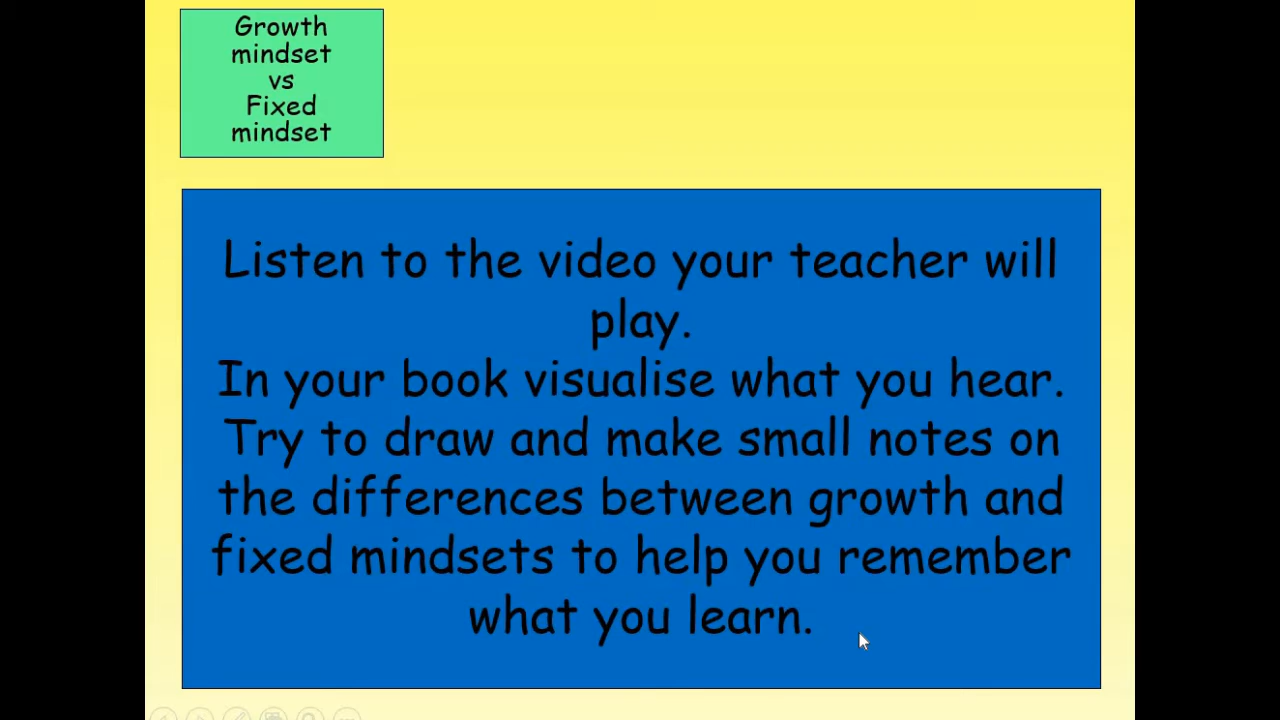 Growth
mindset
vs
Fixed
mindset
Listen to the video your teacher will
play.
In your book visualise what you hear.
Try to draw and make small notes on
the differences between growth and
fixed mindsets to help you remember
what you learn.